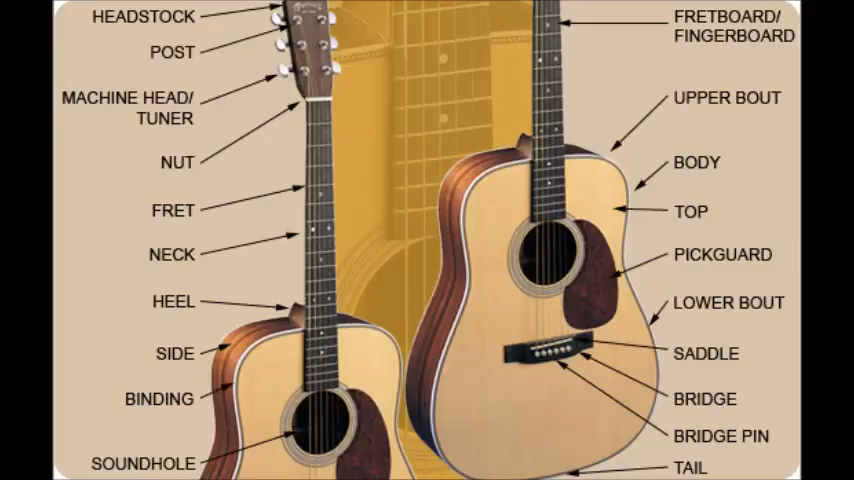 HEADSTOCK
POST
MACHINE HEAD/
TUNER
NUT
FRET
NECK
HEEL
SIDE
BINDING
SOUNDHOLE
FRETBOARD/
FINGERBOARD
UPPER BOUT
BODY
TOP
PICKGUARD
LOWER BOUT
SADDLE
BRIDGE
BRIDGE PIN
TAIL